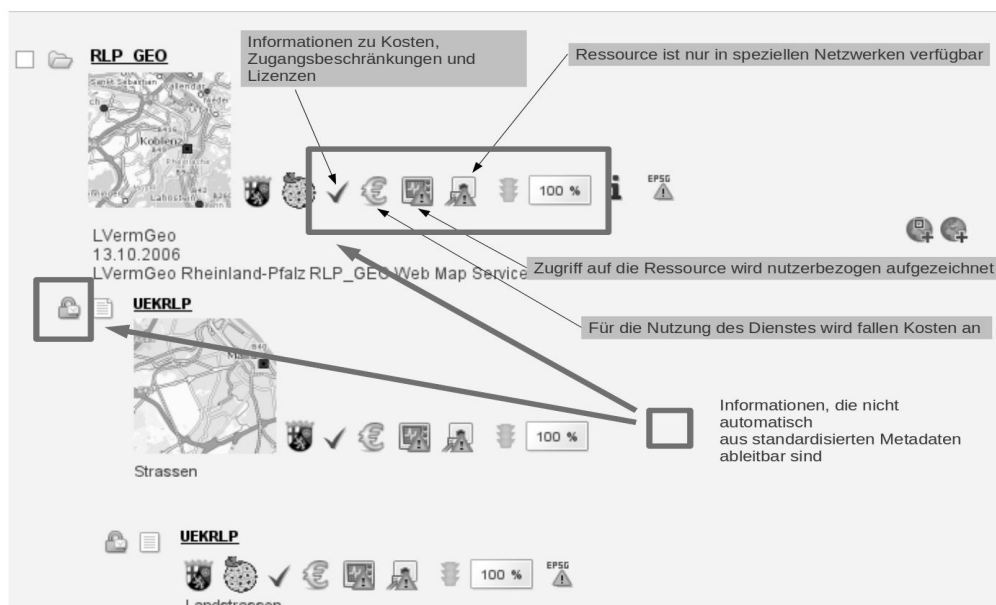 Informationen zu Kosten,
Zugangsbeschränkungen und
Lizenzen
Ressource ist nur in speziellen Netzwerken verfügbar
RLP_GEO
Koblenz
100 %
EPSG
LVermGeo
13.10.2006
LVermGeo Rheinland-Pfalz RLP_GEO Web Map Service
Zugriff auf die Ressource wird nutzerbezogen aufgezeichnet
UEKRLP
Für die Nutzung des Dienstes wird fallen Kosten an
B40
100 %
Informationen, die nicht
automatisch
aus standardisierten Metadaten
ableitbar sind
Strassen
UEKRLP
100 %
EPSG
Landstrassen